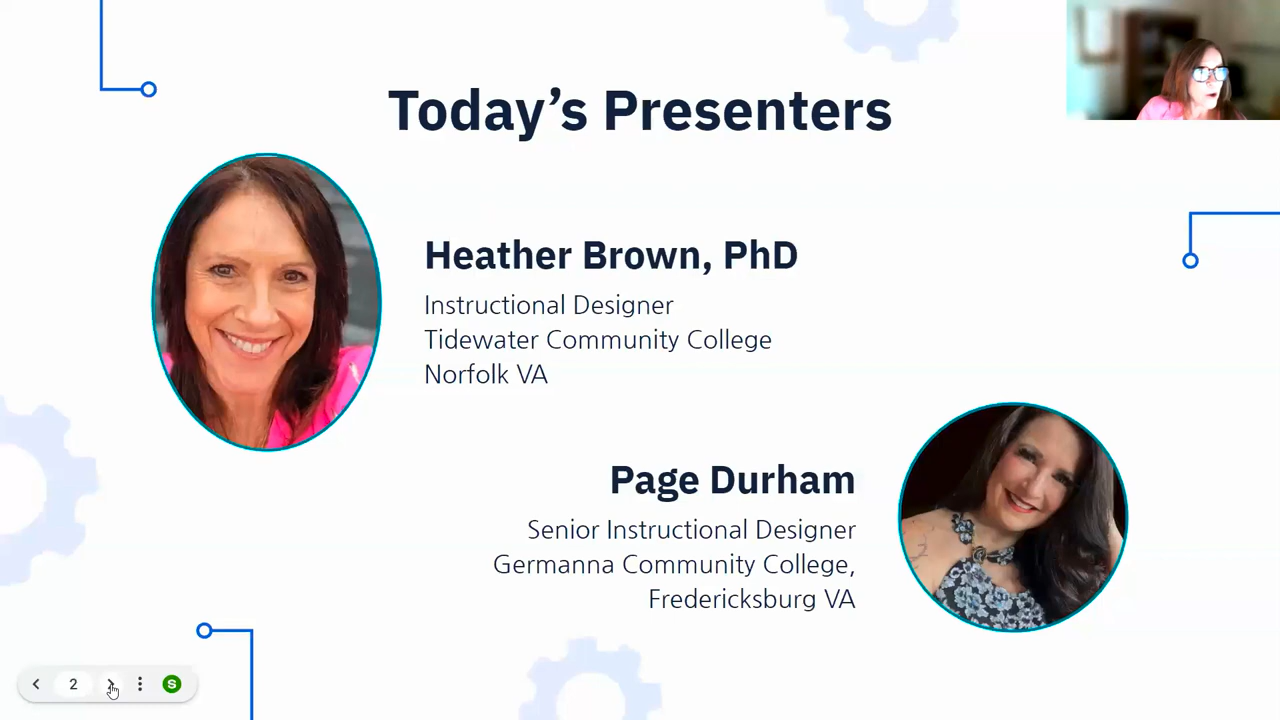 Today’s Presenters
Heather Brown, PhD
Instructional Designer
Tidewater Community College
Norfolk VA
Page Durham
Senior Instructional Designer
Germanna Community College,
Fredericksburg VA
2
S